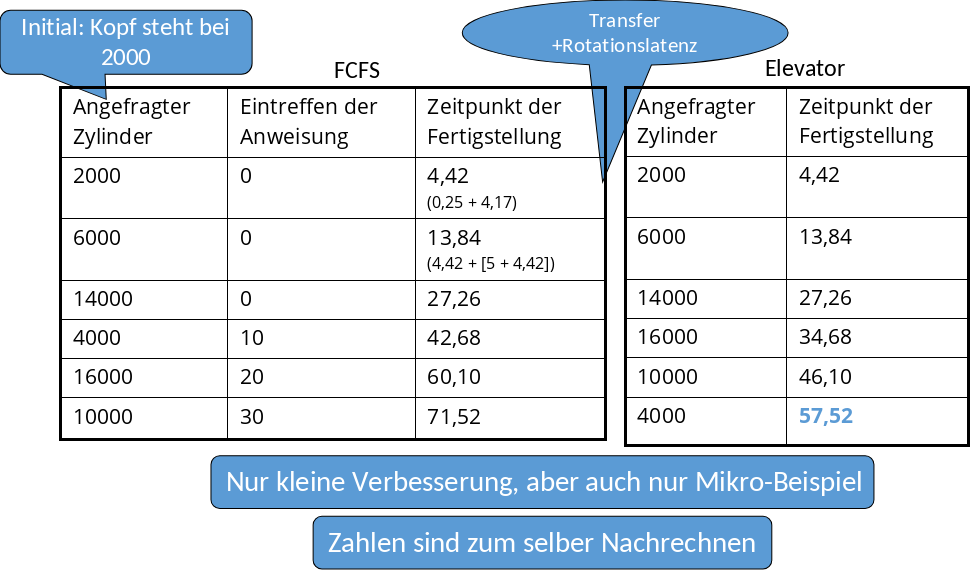 Initial: Kopf steht bei
2000
Transfer
+Rotationslatenz
FCFS
Angefragter Zylinder | Eintreffen der Anweisung | Zeitpunkt der Fertigstellung
2000 | 0 | 4,42 (0,25 + 4,17)
6000 | 0 | 13,84 (4,42 + [5 + 4,42])
14000 | 0 | 27,26
4000 | 10 | 42,68
16000 | 20 | 60,10
10000 | 30 | 71,52
Elevator
Angefragter Zylinder | Zeitpunkt der Fertigstellung
2000 | 4,42
6000 | 13,84
14000 | 27,26
16000 | 34,68
10000 | 46,10
4000 | 57,52
Nur kleine Verbesserung, aber auch nur Mikro-Beispiel
Zahlen sind zum selber Nachrechnen